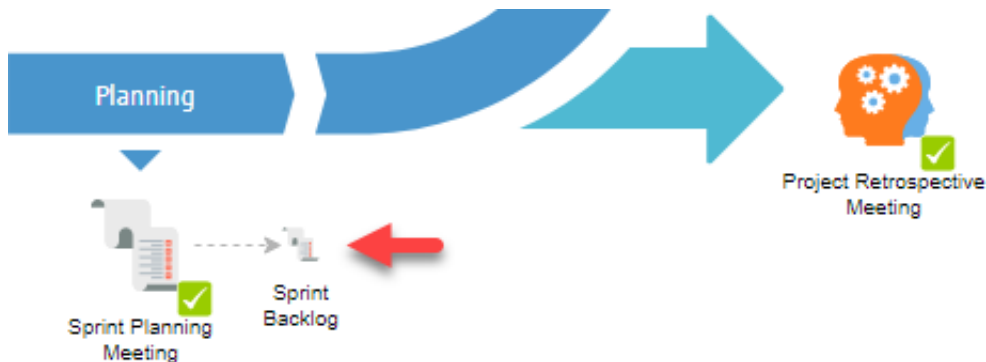 Planning
Project Retrospective
Meeting
Sprint Planning
Meeting
Sprint
Backlog